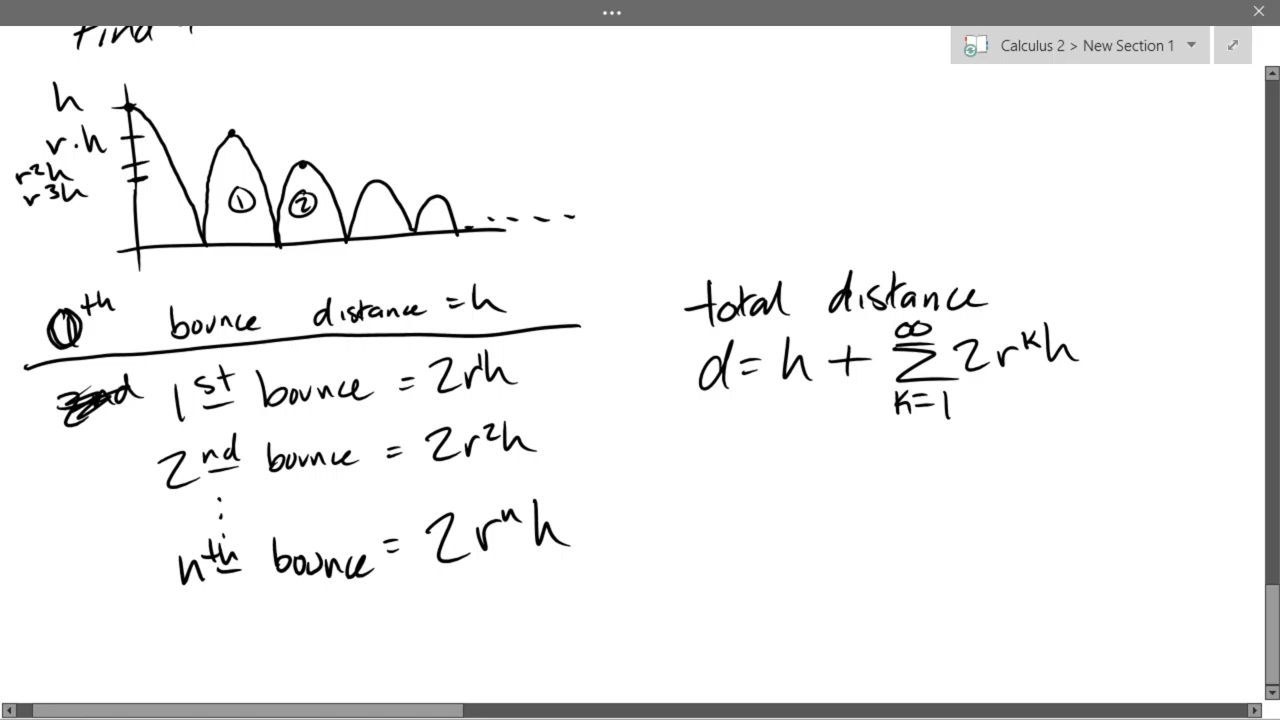 Find
Calculus 2 > New Section 1
h
r·h
r²h
r³h
① ②
0th bounce distance = h
1st bounce = 2r¹h
2nd bounce = 2r²h
⋮
nth bounce = 2rⁿh
total distance
d = h + ∑_{k=1}^{∞} 2rᵏh